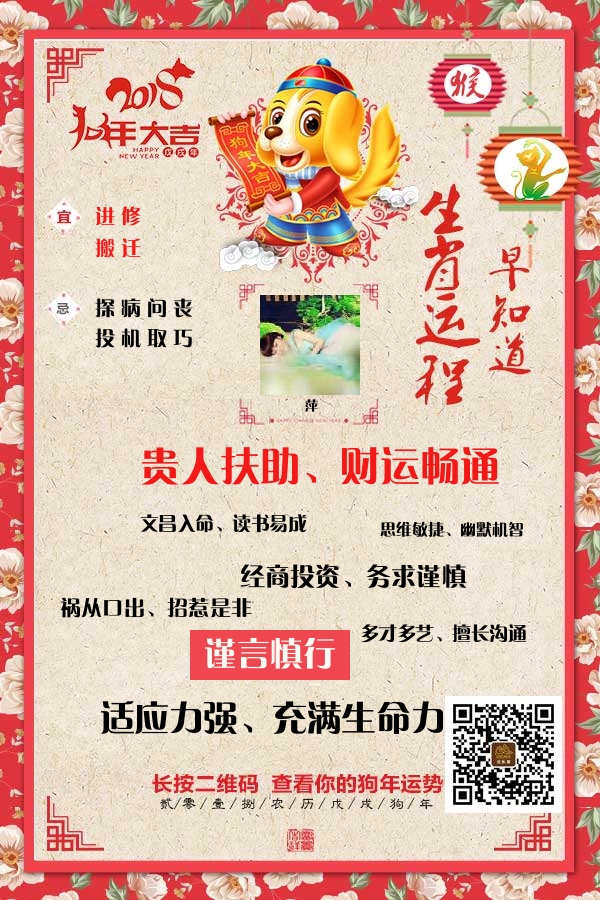 2018
狗年大吉
HAPPY
NEW YEAR
戊戌年
狗年大吉
猴
生肖运程
早知道
宜
进修
搬迁
忌
探病问丧
投机取巧
萍
HAPPY CHINESE NEW YEAR
贵人扶助、财运畅通
文昌入命、读书易成
思维敏捷、幽默机智
经商投资、务求谨慎
祸从口出、招惹是非
多才多艺、擅长沟通
谨言慎行
适应力强、充满生命力
长按二维码 查看你的狗年运势
贰/零/壹/捌/农/历/戊/戌/狗/年